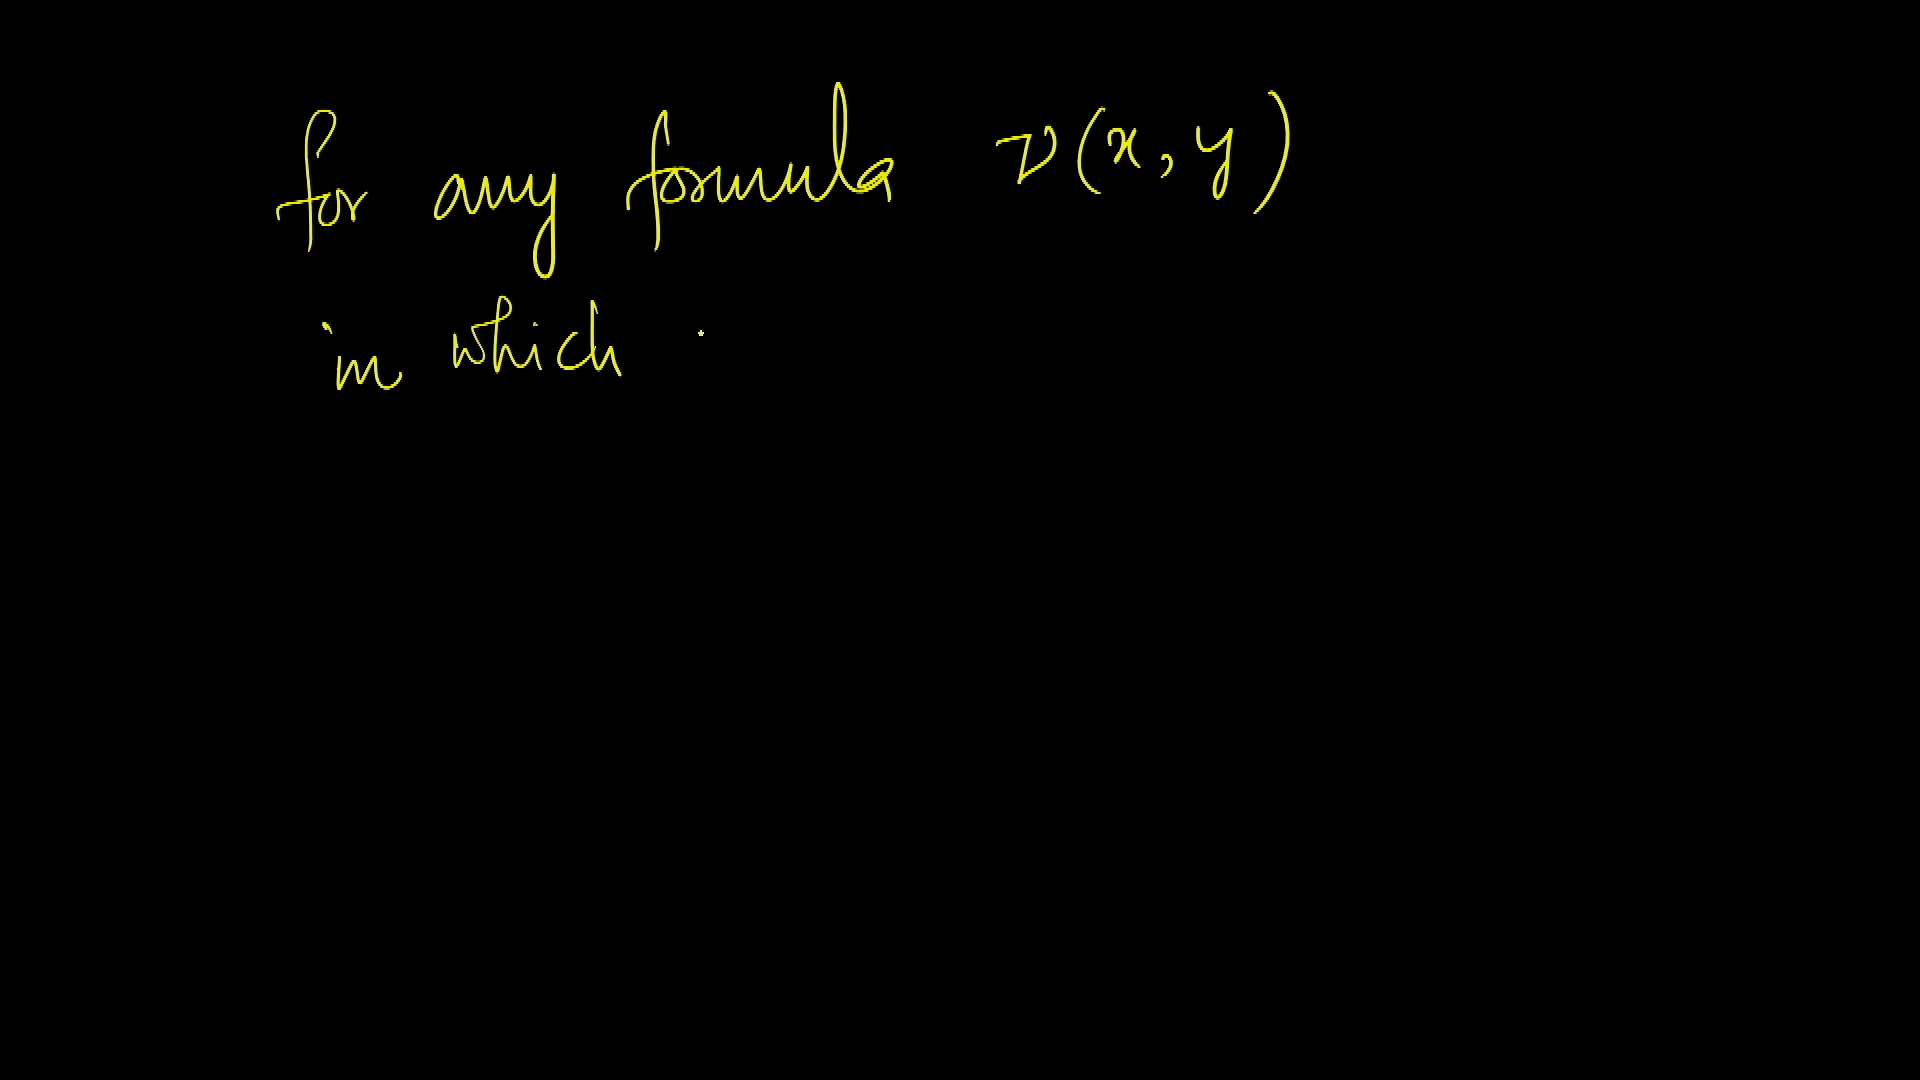 for any formula v(x, y)
in which